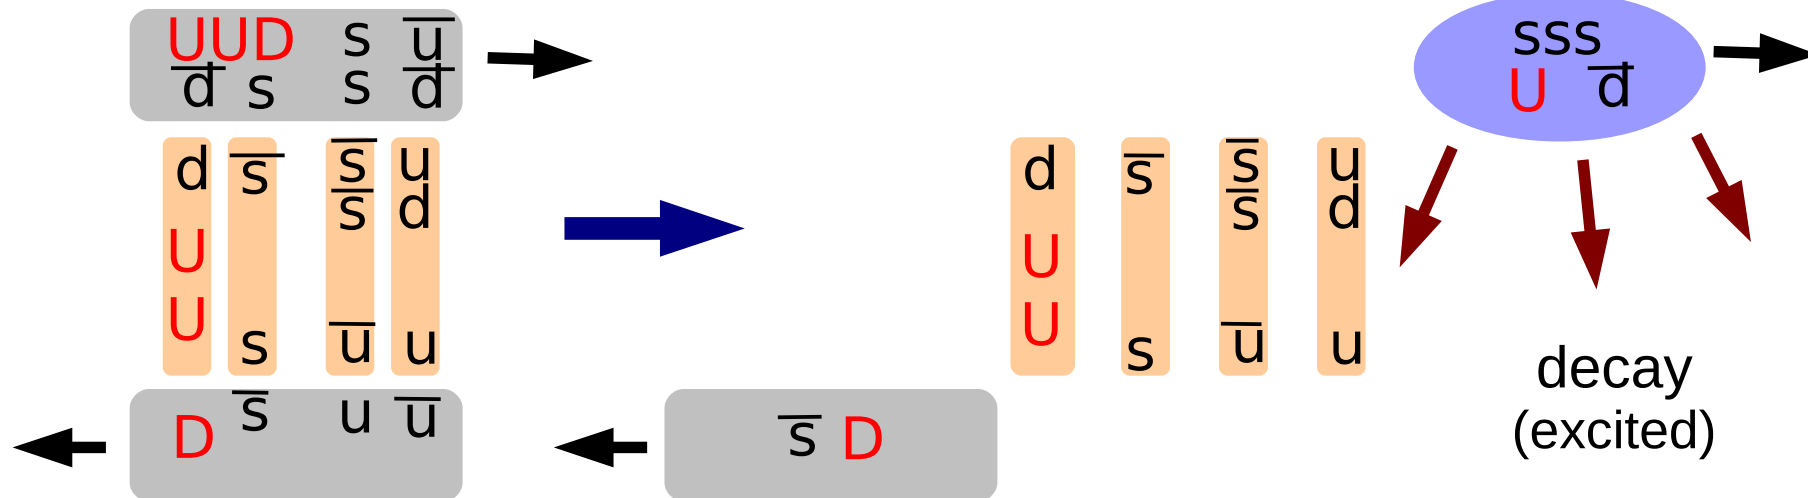 UUD s u̅
d̅ s s d̅
d s̅ s̅ u
s̅ d
U
U
s u̅ u
D s̅ u u̅
sss
U d̅
d s̅ s̅ u
s̅ d
U
U
s u̅ u
s̅ D
decay
(excited)